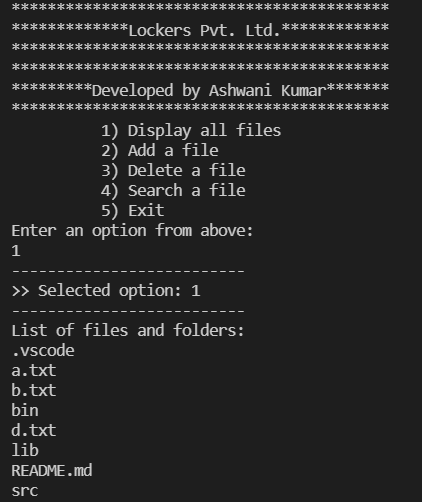 ******************************************
*************Lockers Pvt. Ltd.************
******************************************
******************************************
*********Developed by Ashwani Kumar*******
******************************************
1) Display all files
2) Add a file
3) Delete a file
4) Search a file
5) Exit
Enter an option from above:
1
--------------------------
>> Selected option: 1
--------------------------
List of files and folders:
.vscode
a.txt
b.txt
bin
d.txt
lib
README.md
src